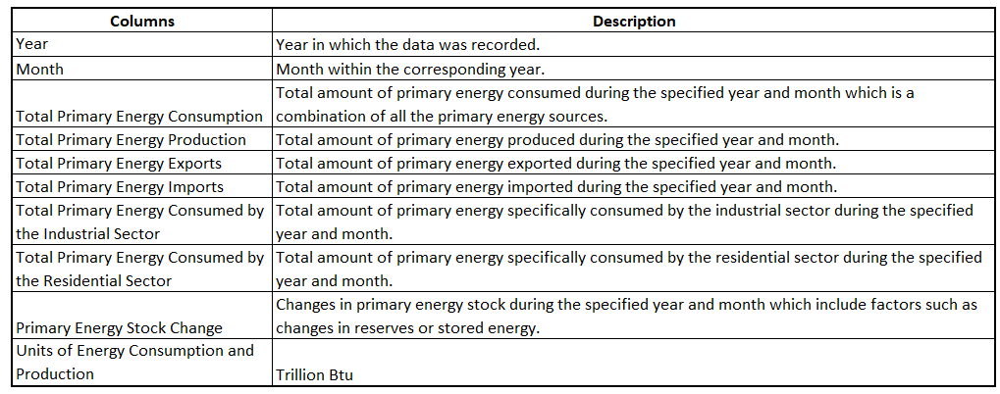 Columns Description
Year Year in which the data was recorded.
Month Month within the corresponding year.
Total Primary Energy Consumption Total amount of primary energy consumed during the specified year and month which is a
combination of all the primary energy sources.
Total Primary Energy Production Total amount of primary energy produced during the specified year and month.
Total Primary Energy Exports Total amount of primary energy exported during the specified year and month.
Total Primary Energy Imports Total amount of primary energy imported during the specified year and month.
Total Primary Energy Consumed by
the Industrial Sector
Total amount of primary energy specifically consumed by the industrial sector during the specified
year and month.
Total Primary Energy Consumed by
the Residential Sector
Total amount of primary energy specifically consumed by the residential sector during the specified
year and month.
Primary Energy Stock Change
Changes in primary energy stock during the specified year and month which include factors such as
changes in reserves or stored energy.
Units of Energy Consumption and
Production
Trillion Btu